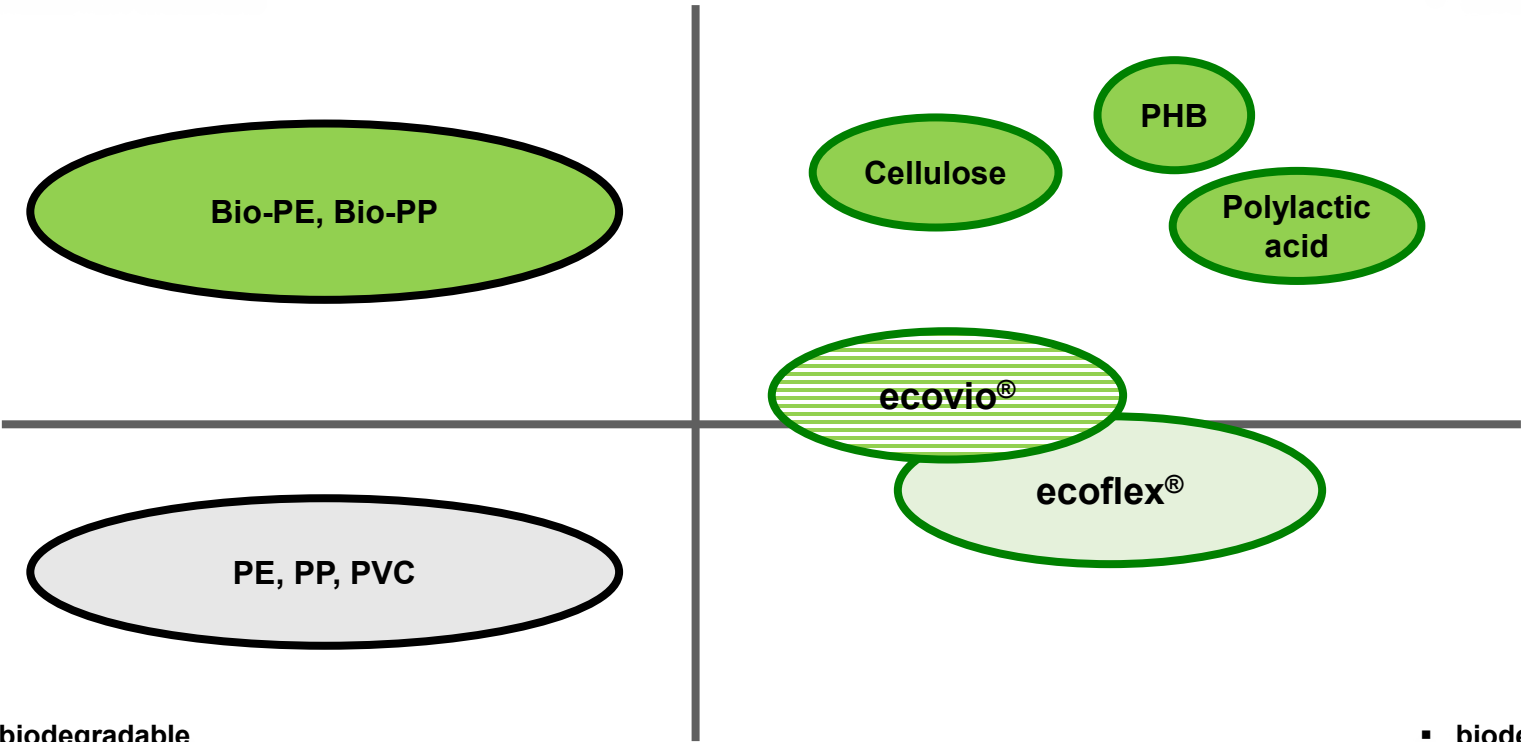 PHB
Cellulose
Polylactic
acid
Bio-PE, Bio-PP
ecovio®
ecoflex®
PE, PP, PVC
biodegradable